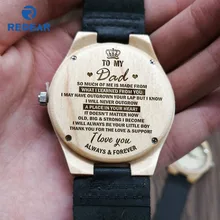 REDEAR
TO MY
Dad
SO MUCH OF ME IS MADE FROM
WHAT I LEARNED FROM YOU.
I MAY HAVE OUTGROWN YOUR LAP BUT I KNOW
I WILL NEVER OUTGROW
A PLACE IN YOUR HEART
IT DOESN'T MATTER HOW
OLD, BIG & STRONG I BECOME
I WILL ALWAYS BE YOUR LITTLE BOY
THANK YOU FOR THE LOVE & SUPPORT!
I love you
ALWAYS & FOREVER